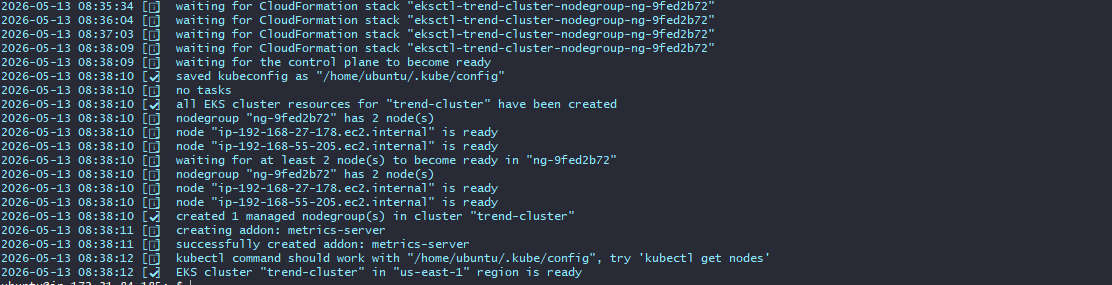 2026-05-13 08:35:34 [ℹ]  waiting for CloudFormation stack "eksctl-trend-cluster-nodegroup-ng-9fed2b72"
2026-05-13 08:36:04 [ℹ]  waiting for CloudFormation stack "eksctl-trend-cluster-nodegroup-ng-9fed2b72"
2026-05-13 08:37:03 [ℹ]  waiting for CloudFormation stack "eksctl-trend-cluster-nodegroup-ng-9fed2b72"
2026-05-13 08:38:09 [ℹ]  waiting for CloudFormation stack "eksctl-trend-cluster-nodegroup-ng-9fed2b72"
2026-05-13 08:38:09 [ℹ]  waiting for the control plane to become ready
2026-05-13 08:38:10 [✔]  saved kubeconfig as "/home/ubuntu/.kube/config"
2026-05-13 08:38:10 [ℹ]  no tasks
2026-05-13 08:38:10 [✔]  all EKS cluster resources for "trend-cluster" have been created
2026-05-13 08:38:10 [ℹ]  nodegroup "ng-9fed2b72" has 2 node(s)
2026-05-13 08:38:10 [ℹ]  node "ip-192-168-27-178.ec2.internal" is ready
2026-05-13 08:38:10 [ℹ]  node "ip-192-168-55-205.ec2.internal" is ready
2026-05-13 08:38:10 [ℹ]  waiting for at least 2 node(s) to become ready in "ng-9fed2b72"
2026-05-13 08:38:10 [ℹ]  nodegroup "ng-9fed2b72" has 2 node(s)
2026-05-13 08:38:10 [ℹ]  node "ip-192-168-27-178.ec2.internal" is ready
2026-05-13 08:38:10 [ℹ]  node "ip-192-168-55-205.ec2.internal" is ready
2026-05-13 08:38:10 [✔]  created 1 managed nodegroup(s) in cluster "trend-cluster"
2026-05-13 08:38:11 [ℹ]  creating addon: metrics-server
2026-05-13 08:38:11 [ℹ]  successfully created addon: metrics-server
2026-05-13 08:38:12 [ℹ]  kubectl command should work with "/home/ubuntu/.kube/config", try 'kubectl get nodes'
2026-05-13 08:38:12 [✔]  EKS cluster "trend-cluster" in "us-east-1" region is ready